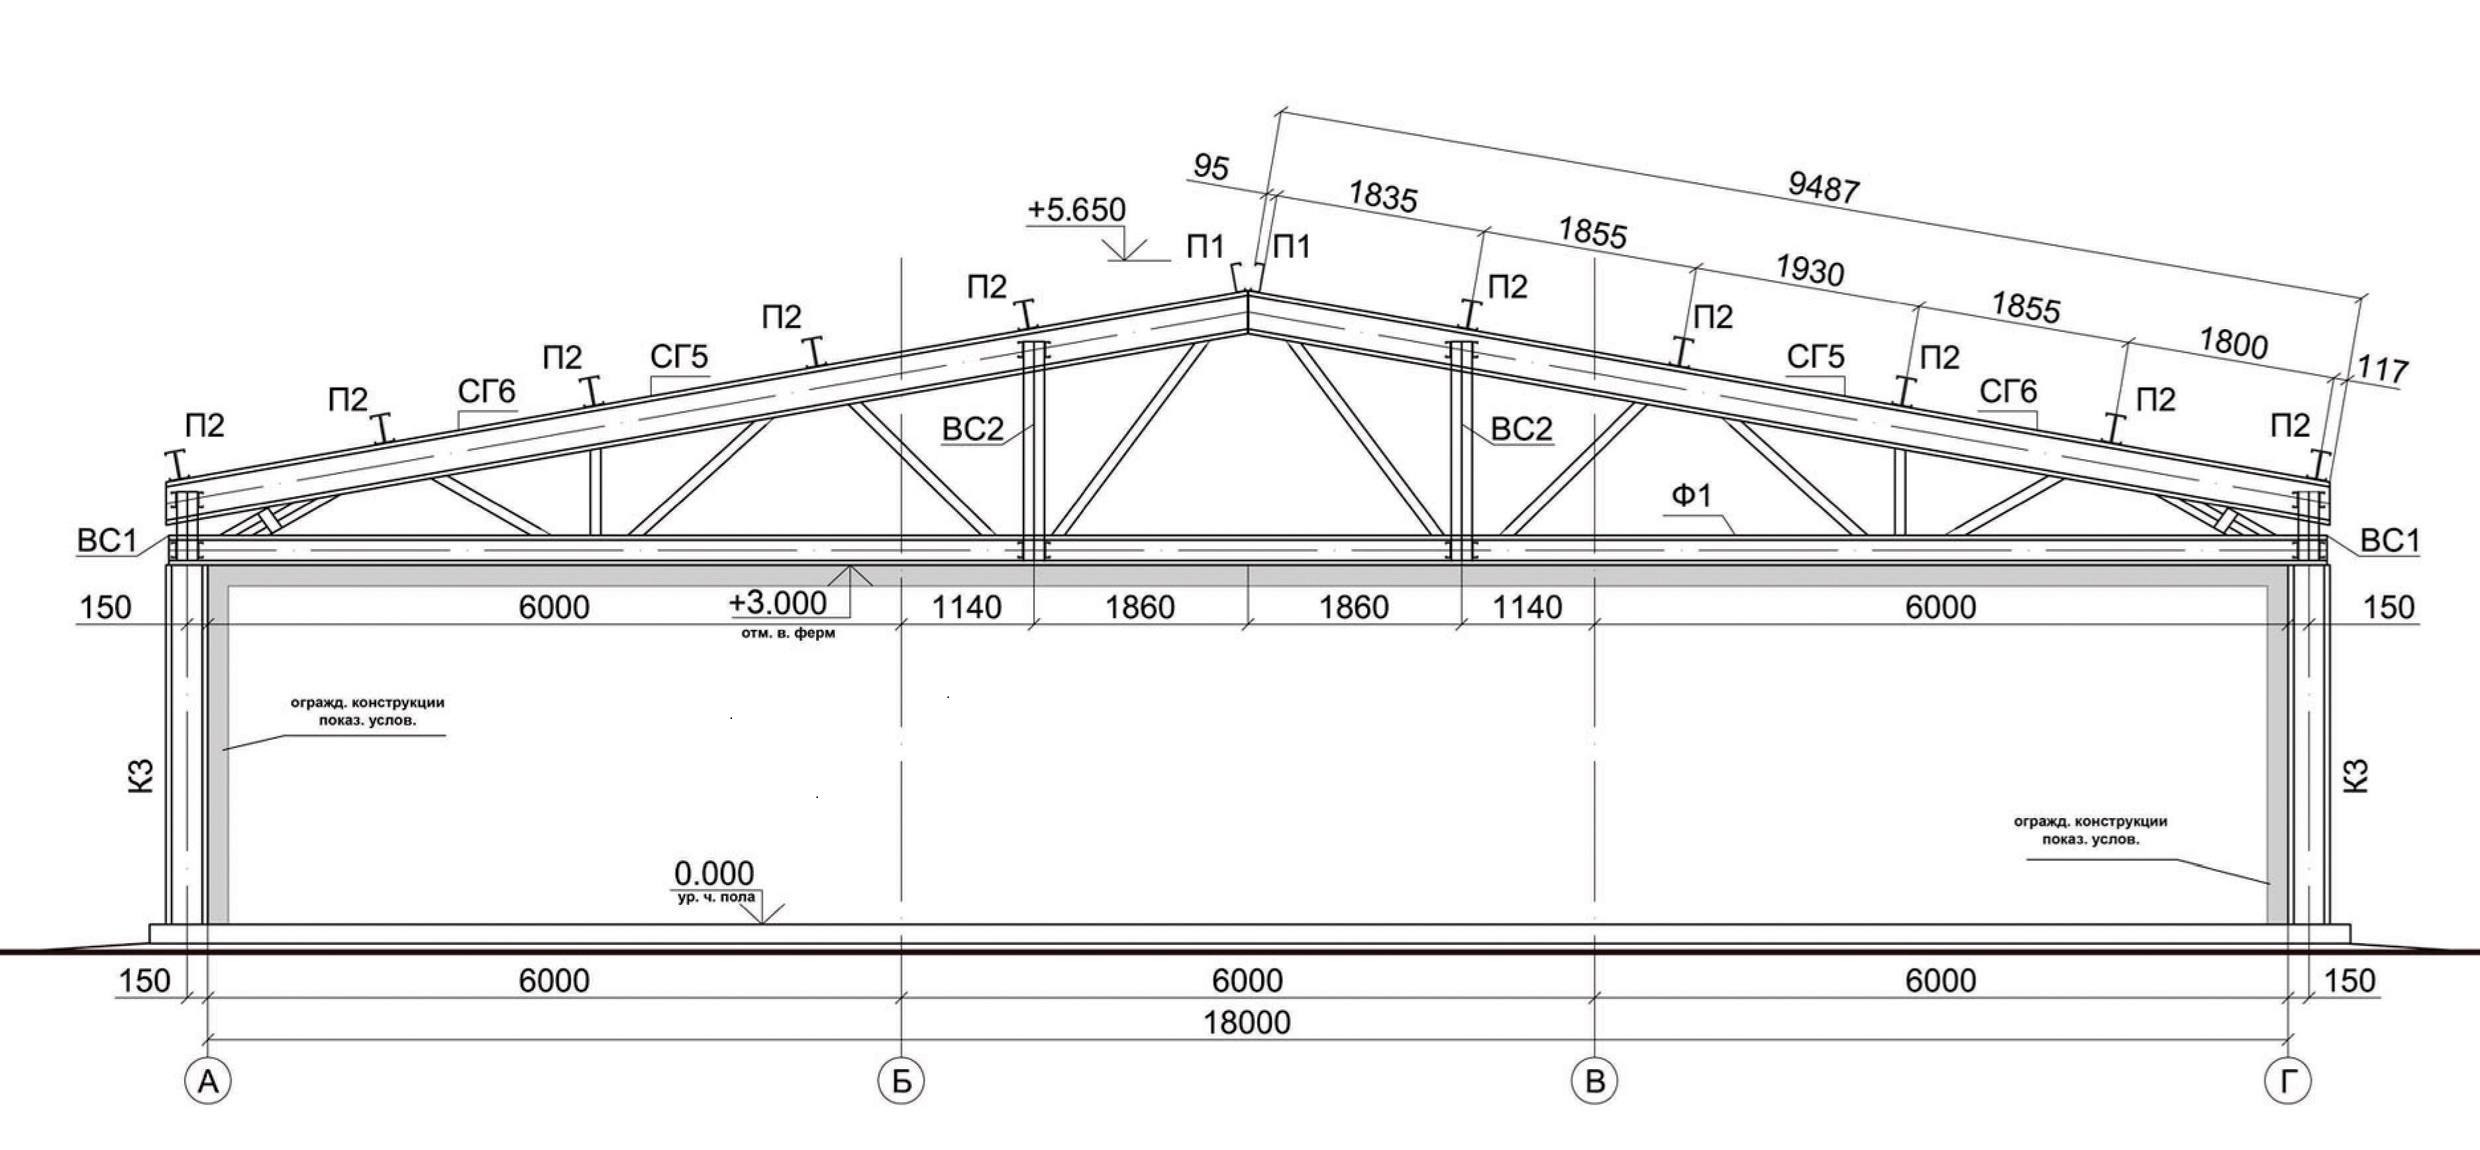 9487
95
1835
+5.650
1855
П1
П1
1930
П2
П2
1855
П2
П2
1800
П2
СГ5
СГ5
П2
117
П2
СГ6
СГ6
П2
П2
П2
ВС2
ВС2
Ф1
ВС1
ВС1
150
6000
+3.000
1140
1860
1860
1140
6000
150
отм. в. ферм
огражд. конструкции
показ. услов.
К3
К3
огражд. конструкции
показ. услов.
0.000
ур. ч. пола
150
6000
6000
6000
150
18000
А
Б
В
Г